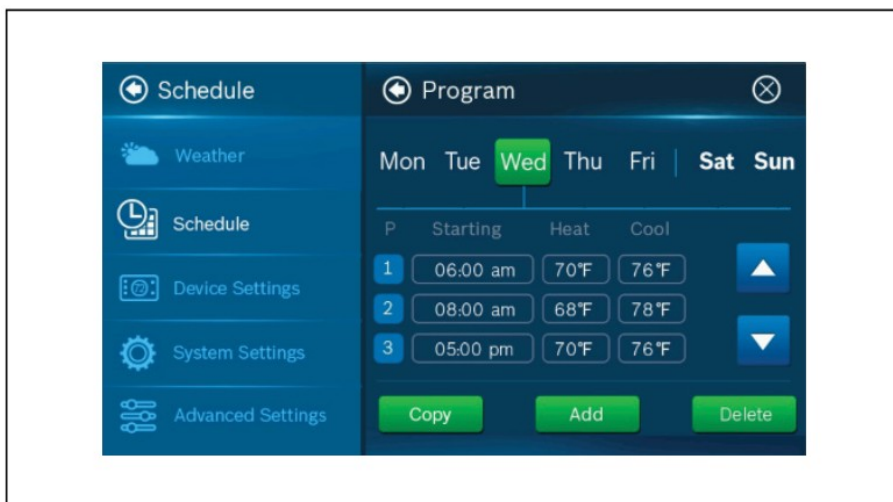 Schedule
Weather
Schedule
Device Settings
System Settings
Advanced Settings
Program
Mon Tue Wed Thu Fri | Sat Sun
P Starting Heat Cool
1 06:00 am 70°F 76°F
2 08:00 am 68°F 78°F
3 05:00 pm 70°F 76°F
Copy Add Delete